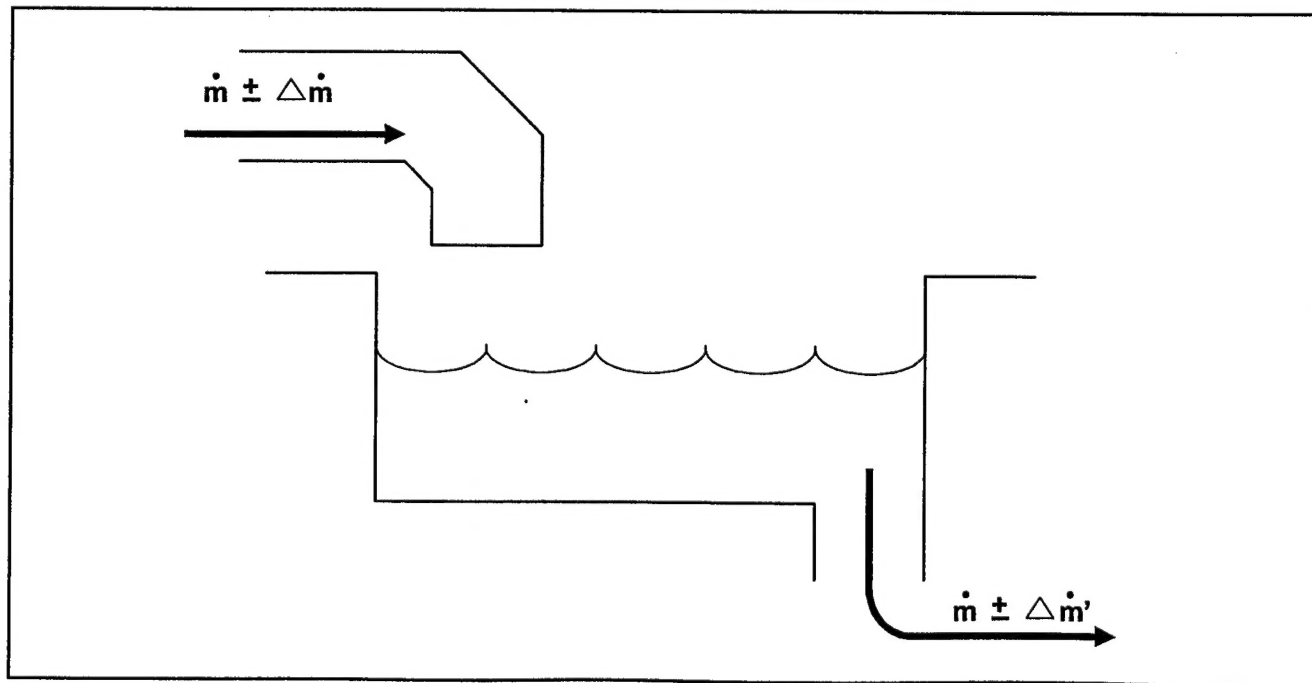 ṁ ± △ṁ
ṁ ± △ṁ'